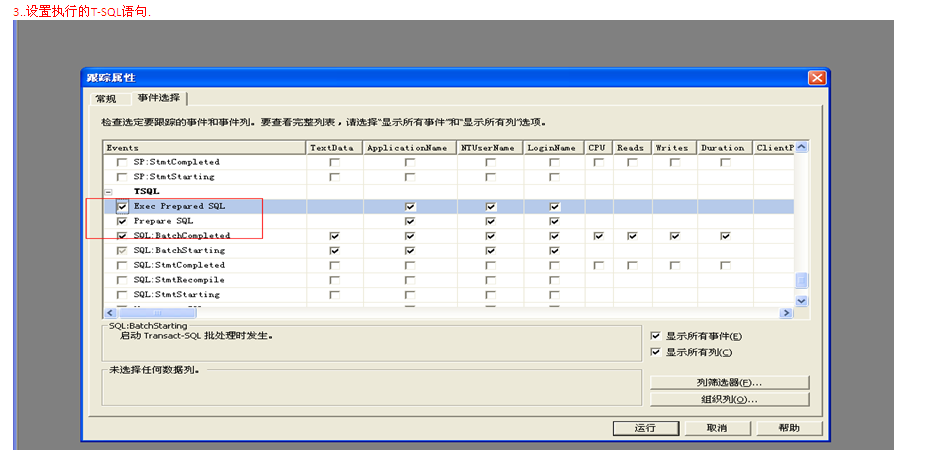 3..设置执行的T-SQL语句.
跟踪属性
常规 事件选择
检查选定要跟踪的事件和事件列。要查看完整列表，请选择"显示所有事件"和"显示所有列"选项。
Events TextData ApplicationName NTUserName LoginName CPU Reads Writes Duration ClientP
SP:StmtCompleted
SP:StmtStarting
TSQL
Exec Prepared SQL
Prepare SQL
SQL:BatchCompleted
SQL:BatchStarting
SQL:StmtCompleted
SQL:StmtRecompile
SQL:StmtStarting
SQL:BatchStarting
启动 Transact-SQL 批处理时发生。
显示所有事件(E)
显示所有列(C)
未选择任何数据列。
列筛选器(F)...
组织列(O)...
运行 取消 帮助